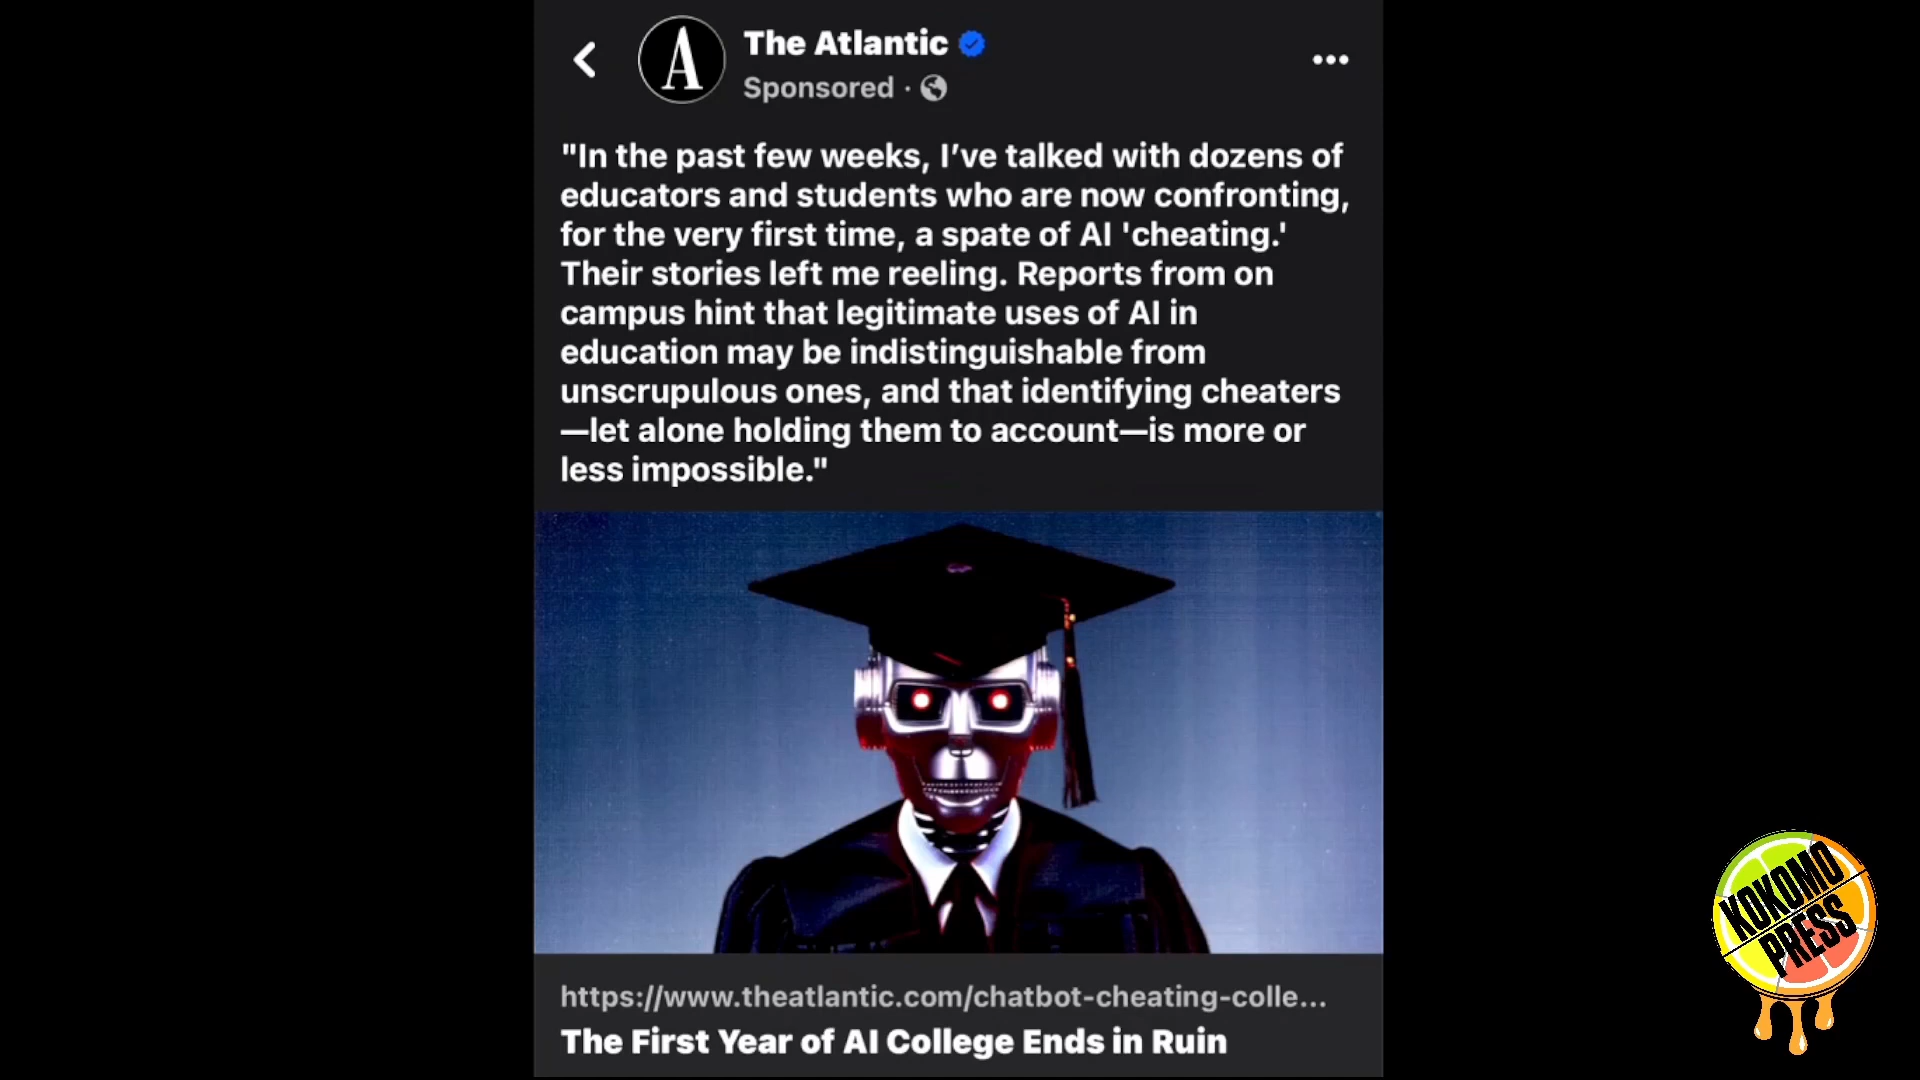 The Atlantic
Sponsored ·
"In the past few weeks, I’ve talked with dozens of
educators and students who are now confronting,
for the very first time, a spate of AI 'cheating.'
Their stories left me reeling. Reports from on
campus hint that legitimate uses of AI in
education may be indistinguishable from
unscrupulous ones, and that identifying cheaters
—let alone holding them to account—is more or
less impossible."
https://www.theatlantic.com/chatbot-cheating-colle...
The First Year of AI College Ends in Ruin
KOKOMO
PRESS